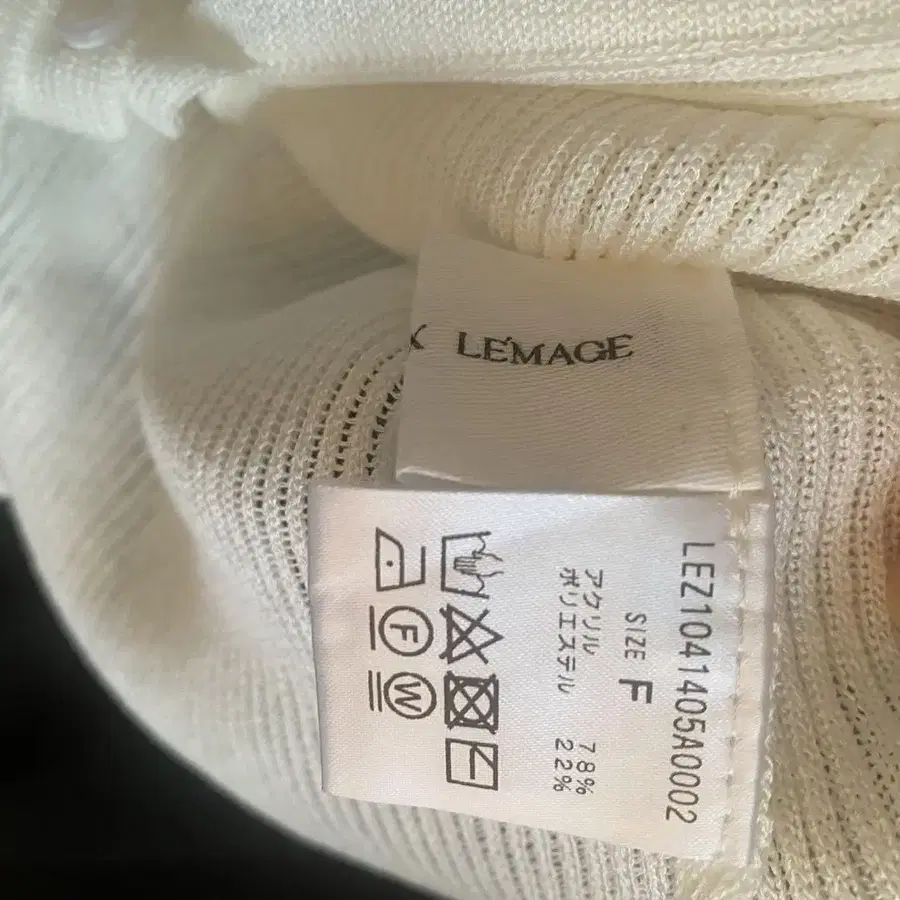 LE'MAGE
LEZ1041405A0002
SIZE F
アクリル 78%
ポリエステル 22%
F W